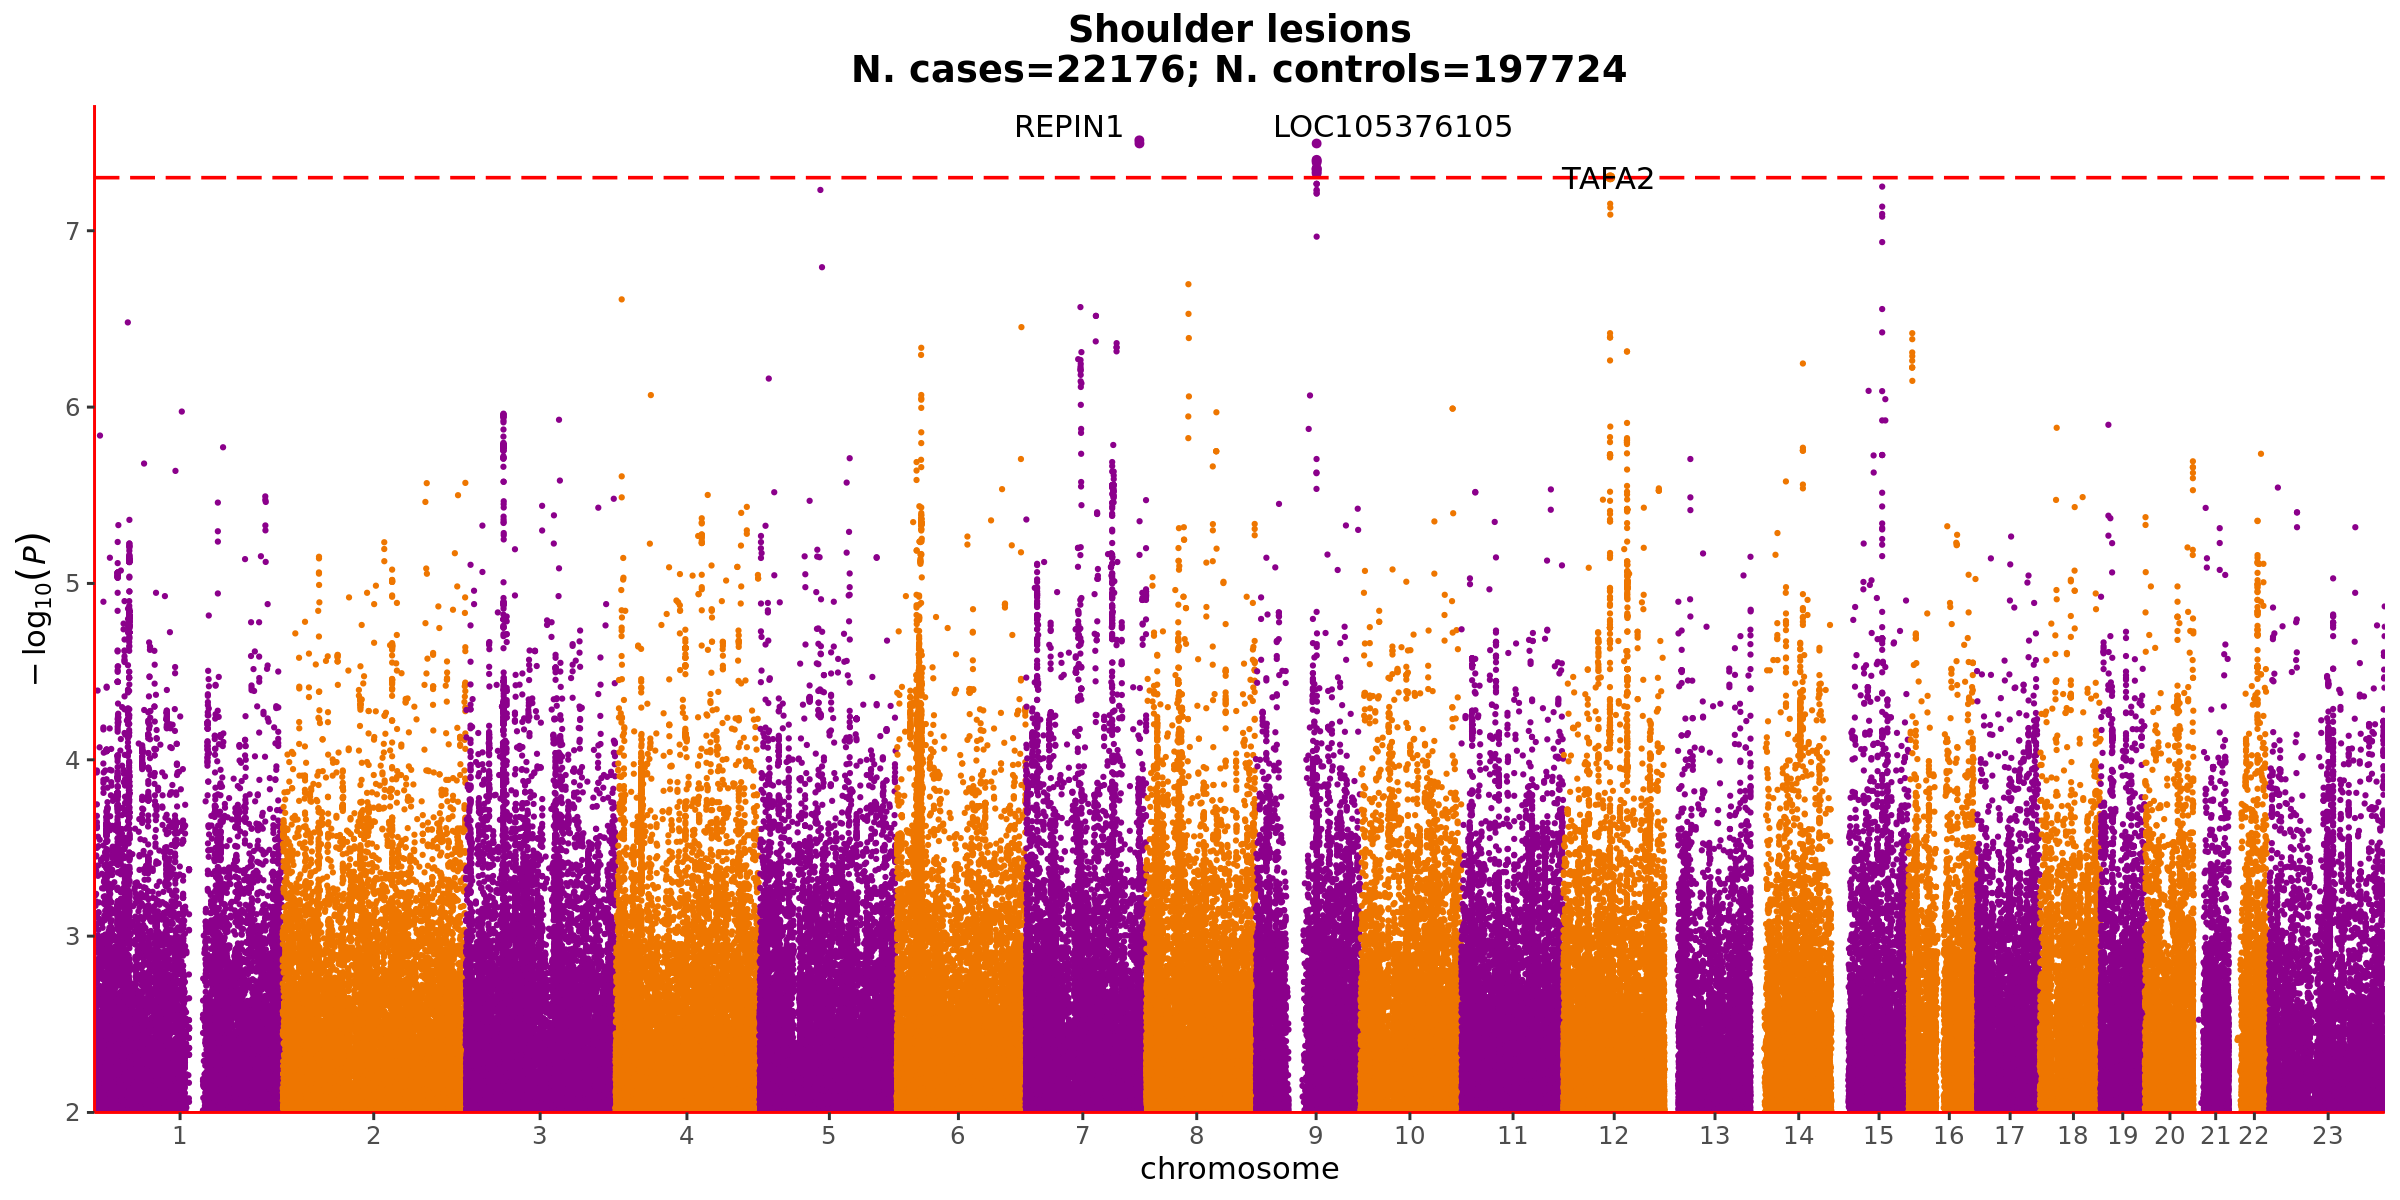 Shoulder lesions
N. cases=22176; N. controls=197724
REPIN1
LOC105376105
TAFA2
7
6
5
4
3
2
−log₁₀(P)
1 2 3 4 5 6 7 8 9 10 11 12 13 14 15 16 17 18 19 20 21 22 23
chromosome